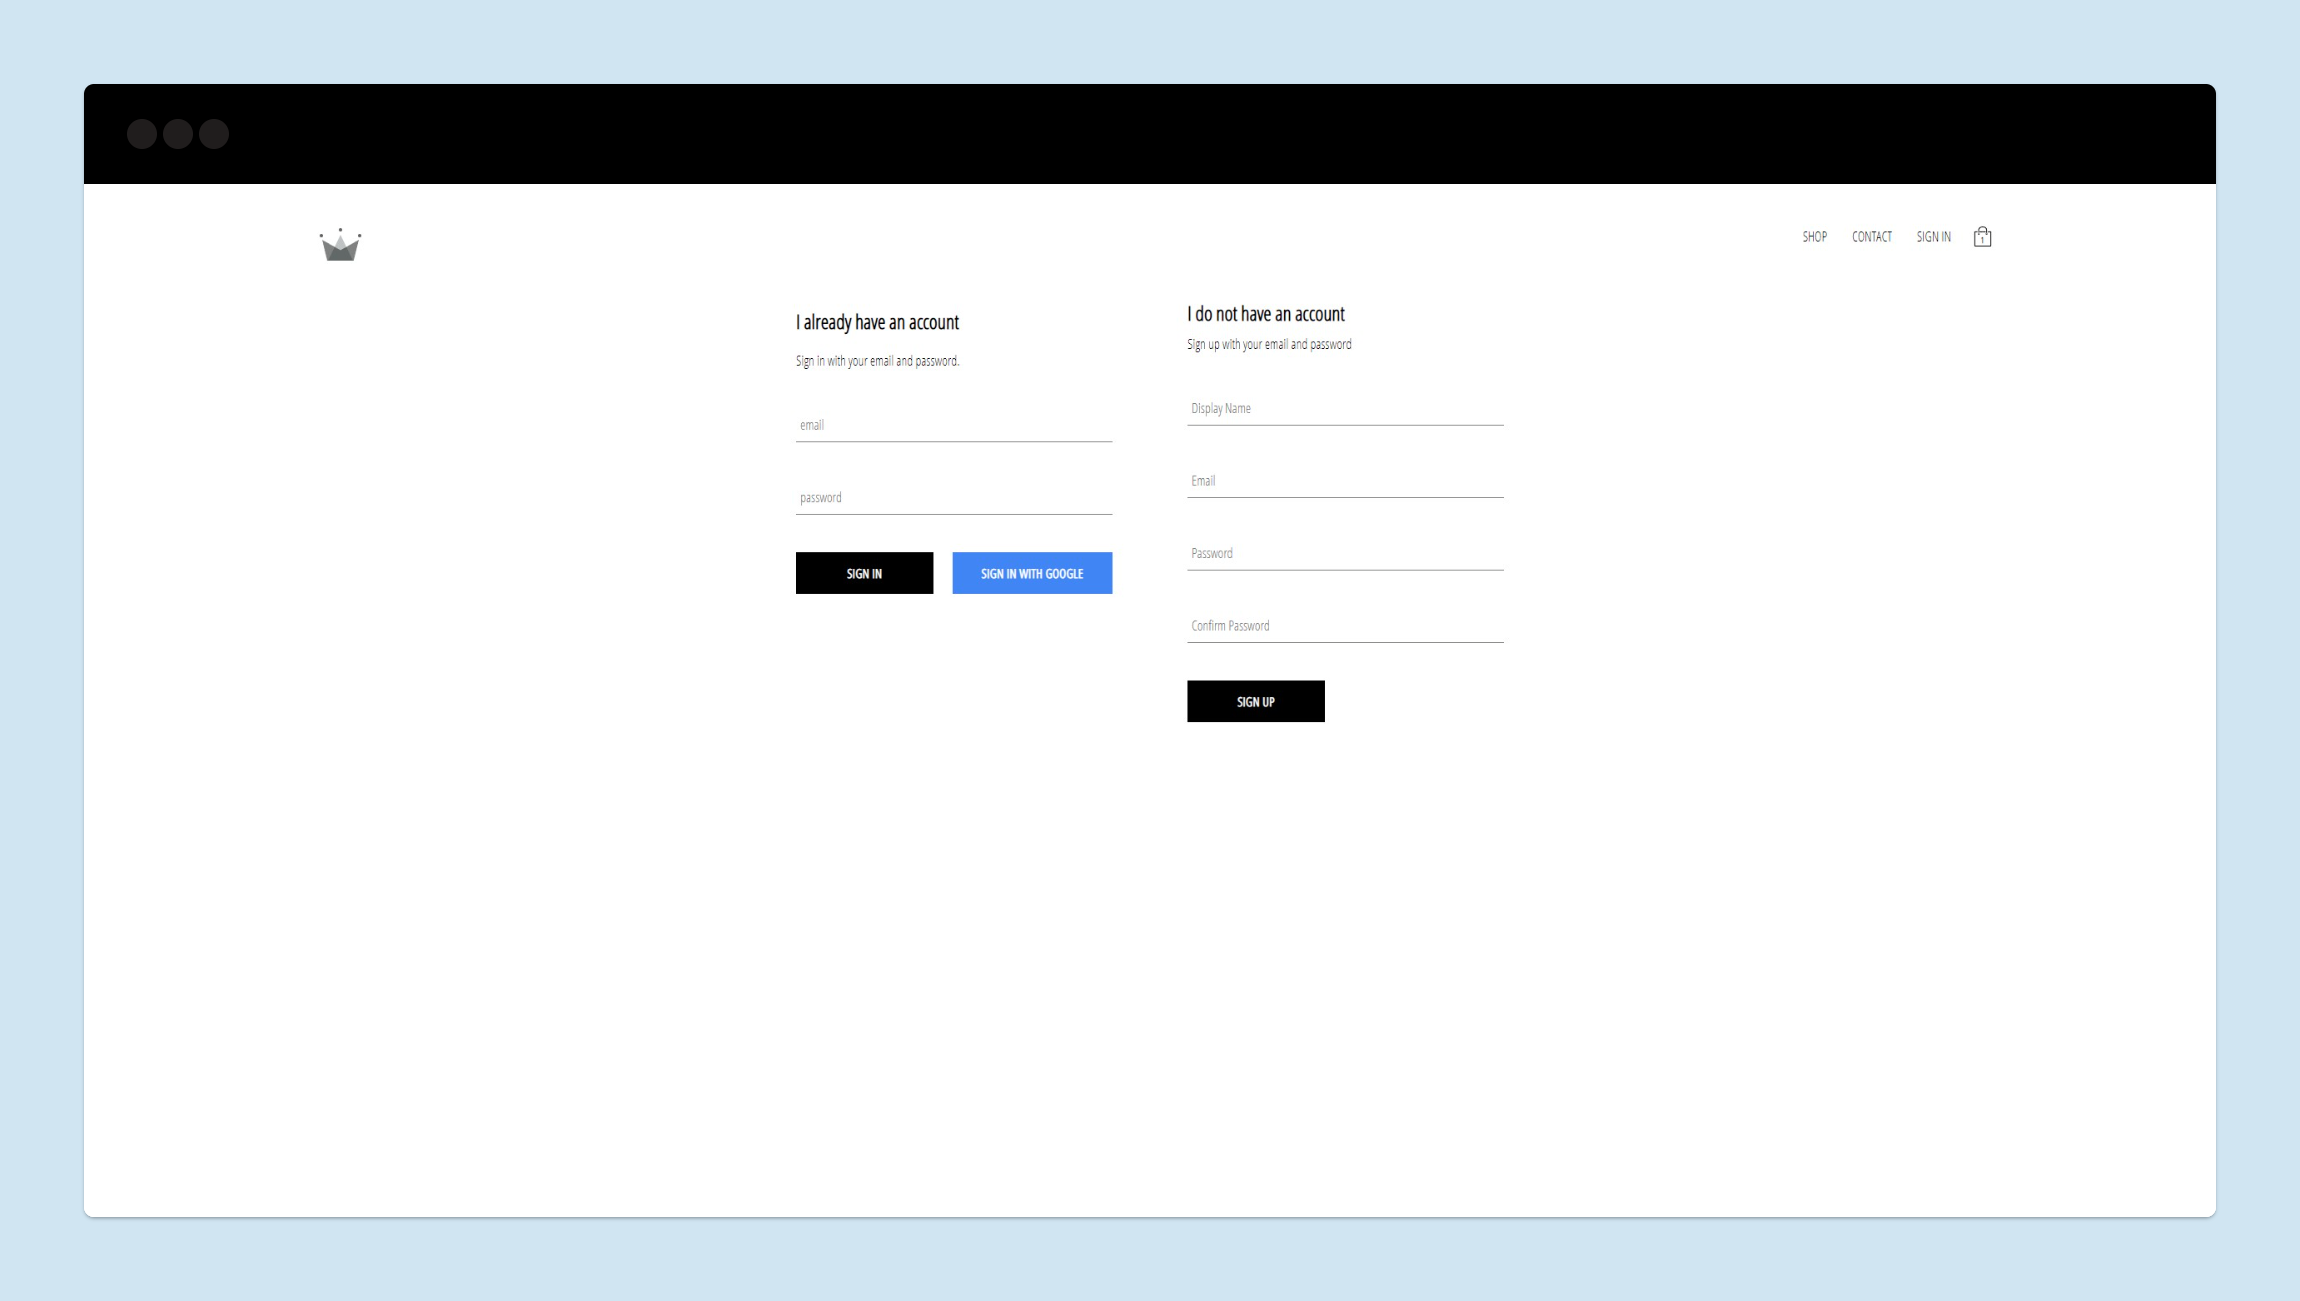 SHOP CONTACT SIGN IN 1
I already have an account
Sign in with your email and password.
email
password
SIGN IN SIGN IN WITH GOOGLE
I do not have an account
Sign up with your email and password
Display Name
Email
Password
Confirm Password
SIGN UP